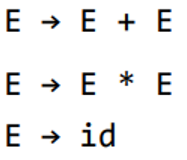 E → E + E
E → E * E
E → id